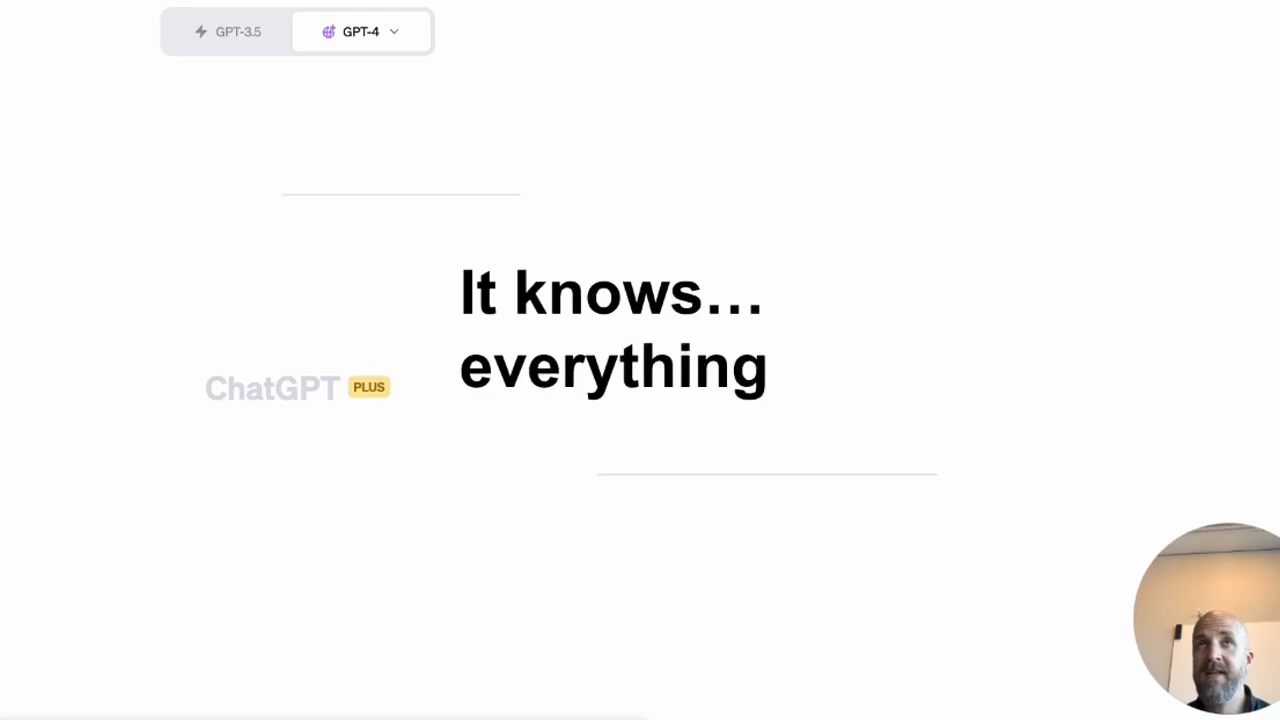 GPT-3.5
GPT-4
It knows…
everything
ChatGPT PLUS